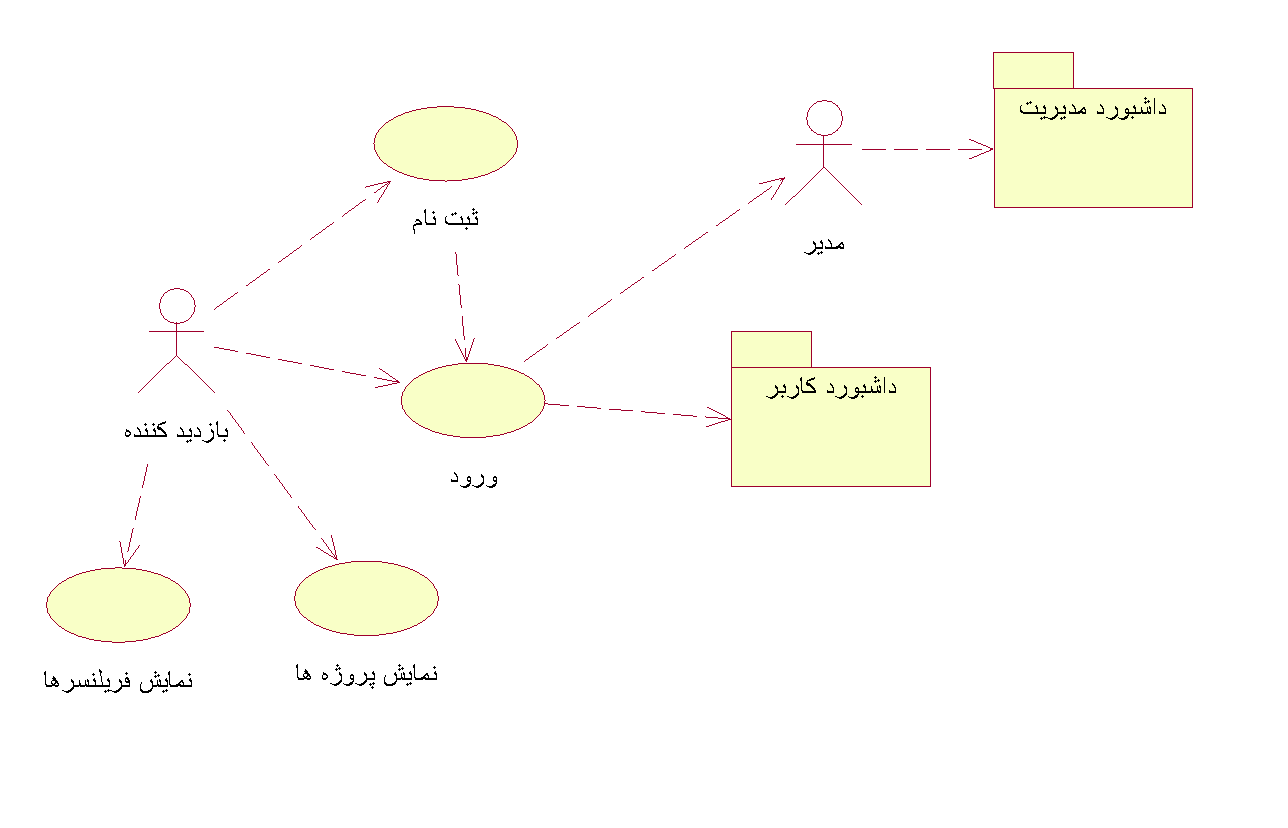 داشبورد مدیریت
ثبت نام
مدیر
داشبورد کاربر
بازدید کننده
ورود
نمایش پروژه ها
نمایش فریلنسرها